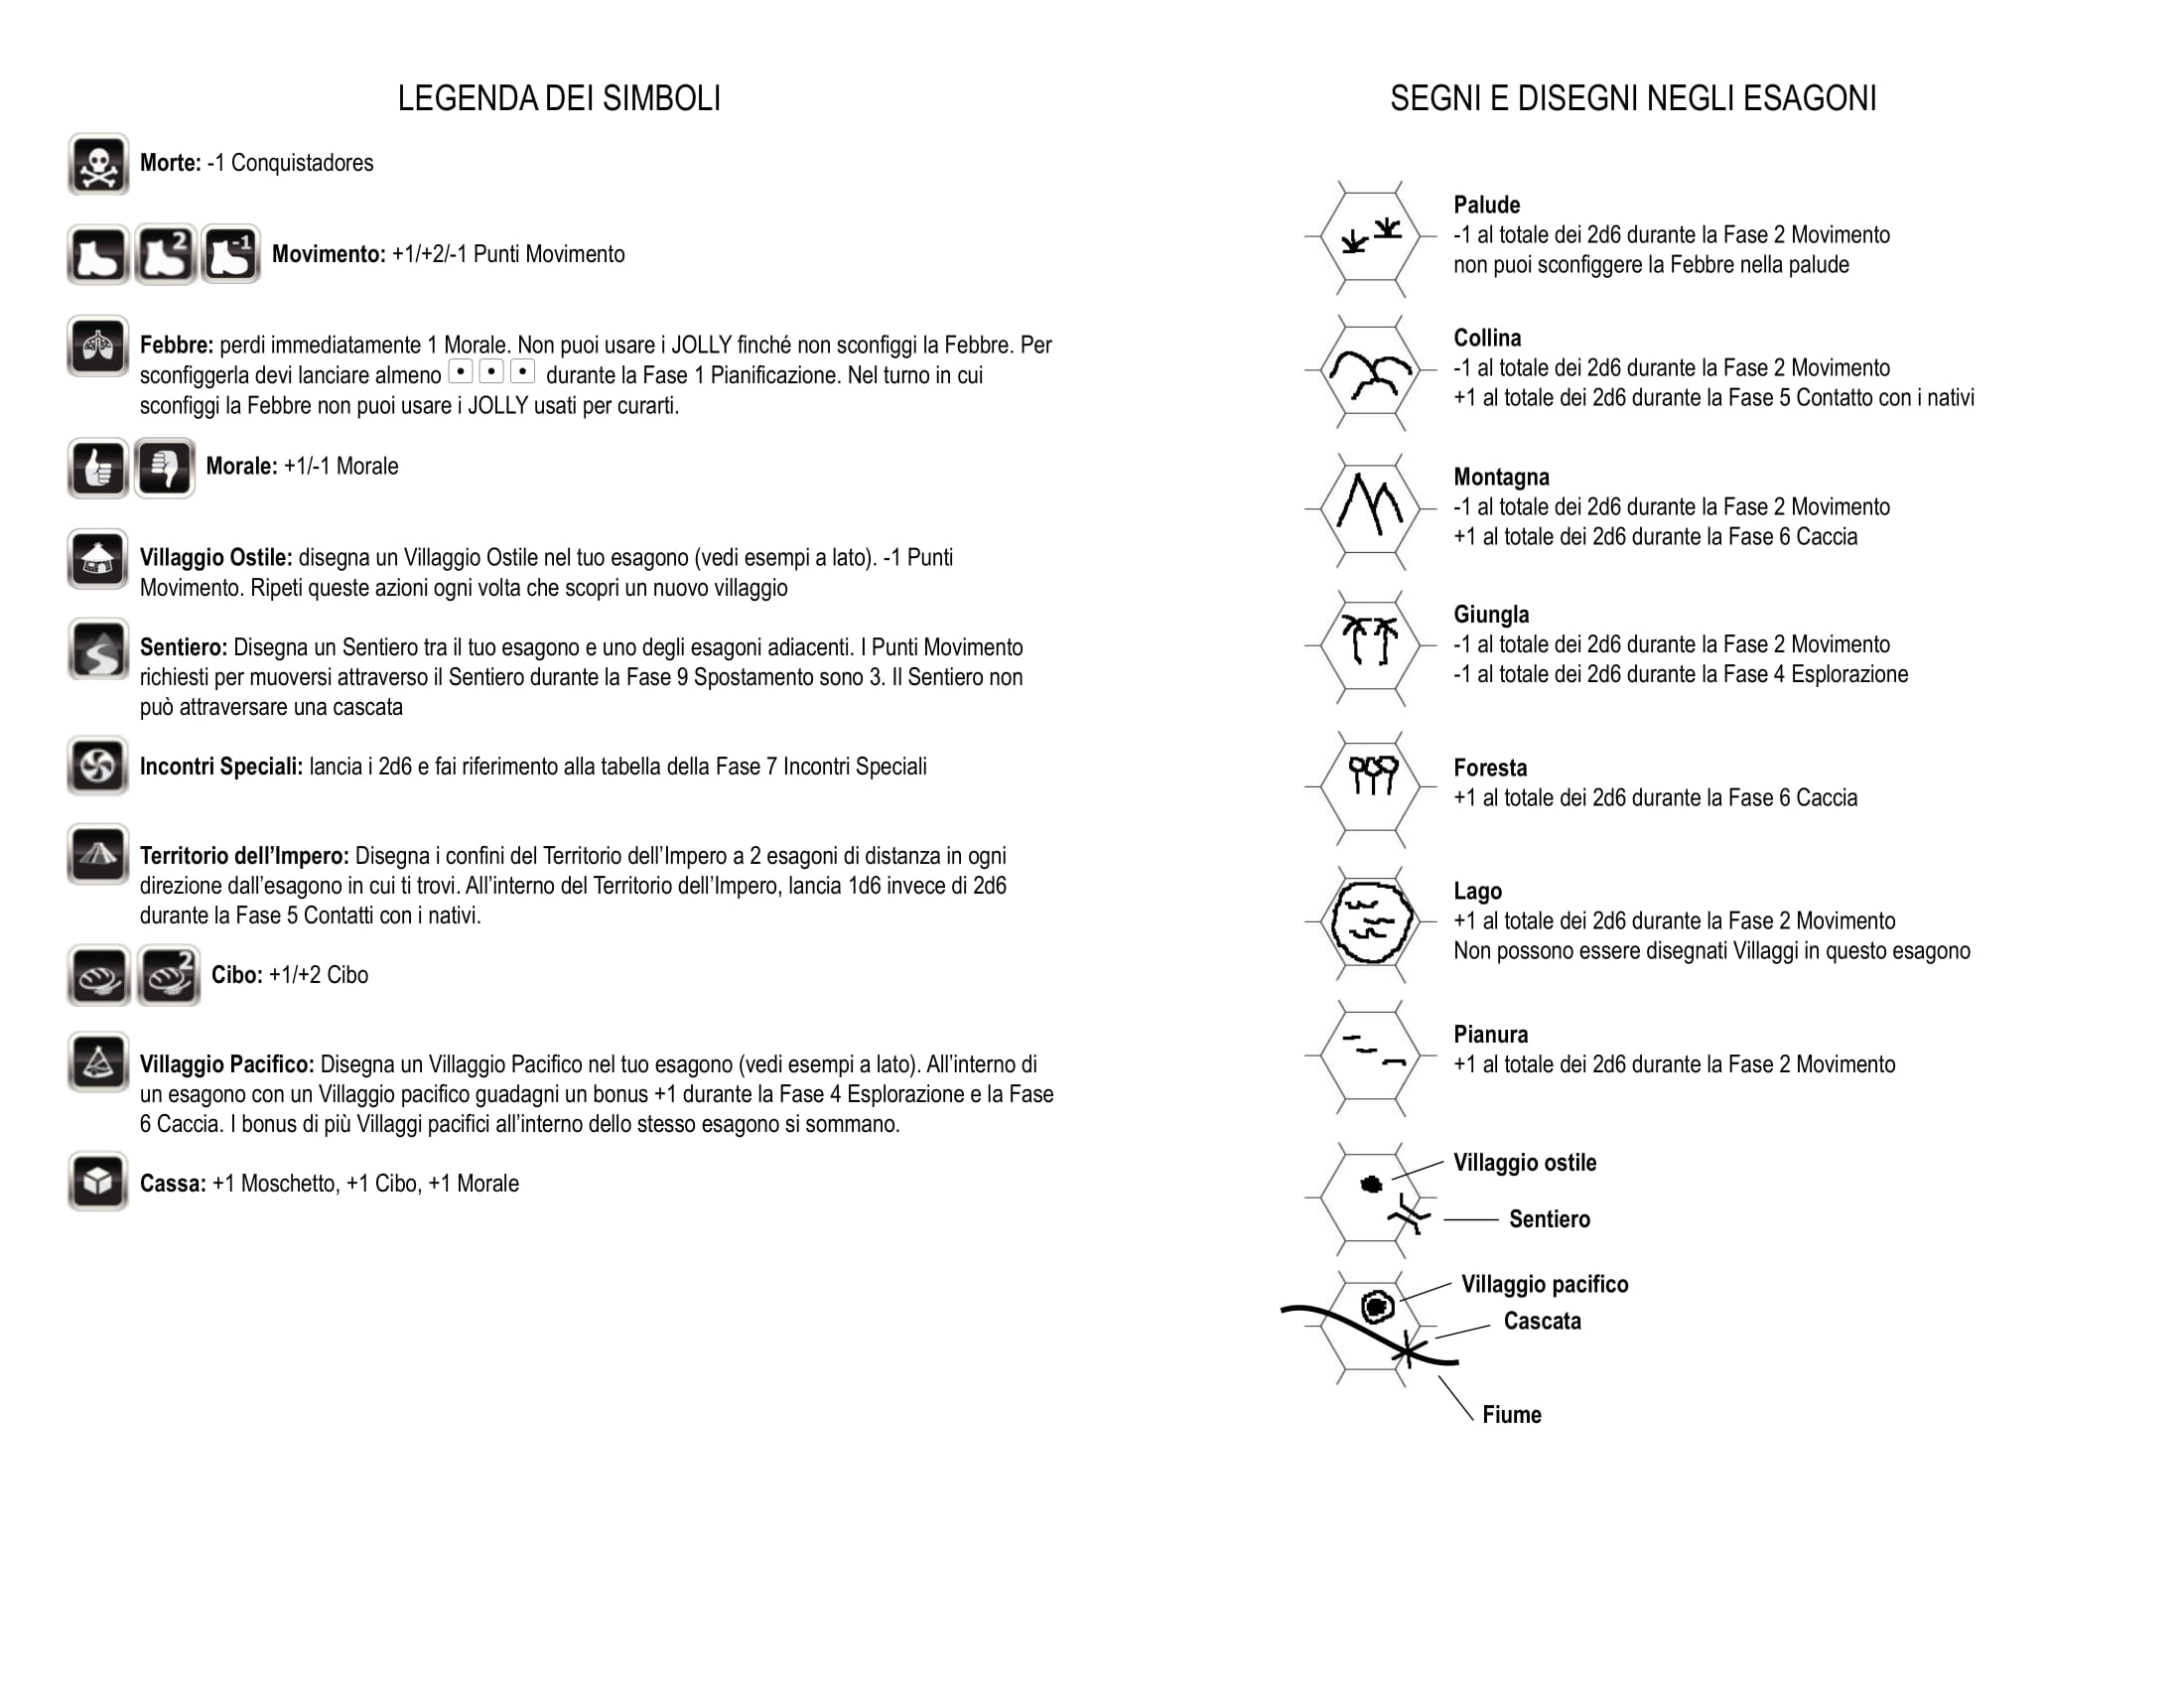 LEGENDA DEI SIMBOLI
Morte: -1 Conquistadores
2 -1 Movimento: +1/+2/-1 Punti Movimento
Febbre: perdi immediatamente 1 Morale. Non puoi usare i JOLLY finché non sconfiggi la Febbre. Per
sconfiggerla devi lanciare almeno durante la Fase 1 Pianificazione. Nel turno in cui
sconfiggi la Febbre non puoi usare i JOLLY usati per curarti.
Morale: +1/-1 Morale
Villaggio Ostile: disegna un Villaggio Ostile nel tuo esagono (vedi esempi a lato). -1 Punti
Movimento. Ripeti queste azioni ogni volta che scopri un nuovo villaggio
Sentiero: Disegna un Sentiero tra il tuo esagono e uno degli esagoni adiacenti. I Punti Movimento
richiesti per muoversi attraverso il Sentiero durante la Fase 9 Spostamento sono 3. Il Sentiero non
può attraversare una cascata
Incontri Speciali: lancia i 2d6 e fai riferimento alla tabella della Fase 7 Incontri Speciali
Territorio dell'Impero: Disegna i confini del Territorio dell'Impero a 2 esagoni di distanza in ogni
direzione dall'esagono in cui ti trovi. All'interno del Territorio dell'Impero, lancia 1d6 invece di 2d6
durante la Fase 5 Contatti con i nativi.
2 Cibo: +1/+2 Cibo
Villaggio Pacifico: Disegna un Villaggio Pacifico nel tuo esagono (vedi esempi a lato). All'interno di
un esagono con un Villaggio pacifico guadagni un bonus +1 durante la Fase 4 Esplorazione e la Fase
6 Caccia. I bonus di più Villaggi pacifici all'interno dello stesso esagono si sommano.
Cassa: +1 Moschetto, +1 Cibo, +1 Morale
SEGNI E DISEGNI NEGLI ESAGONI
Palude
-1 al totale dei 2d6 durante la Fase 2 Movimento
non puoi sconfiggere la Febbre nella palude
Collina
-1 al totale dei 2d6 durante la Fase 2 Movimento
+1 al totale dei 2d6 durante la Fase 5 Contatto con i nativi
Montagna
-1 al totale dei 2d6 durante la Fase 2 Movimento
+1 al totale dei 2d6 durante la Fase 6 Caccia
Giungla
-1 al totale dei 2d6 durante la Fase 2 Movimento
-1 al totale dei 2d6 durante la Fase 4 Esplorazione
Foresta
+1 al totale dei 2d6 durante la Fase 6 Caccia
Lago
+1 al totale dei 2d6 durante la Fase 2 Movimento
Non possono essere disegnati Villaggi in questo esagono
Pianura
+1 al totale dei 2d6 durante la Fase 2 Movimento
Villaggio ostile
Sentiero
Villaggio pacifico
Cascata
Fiume